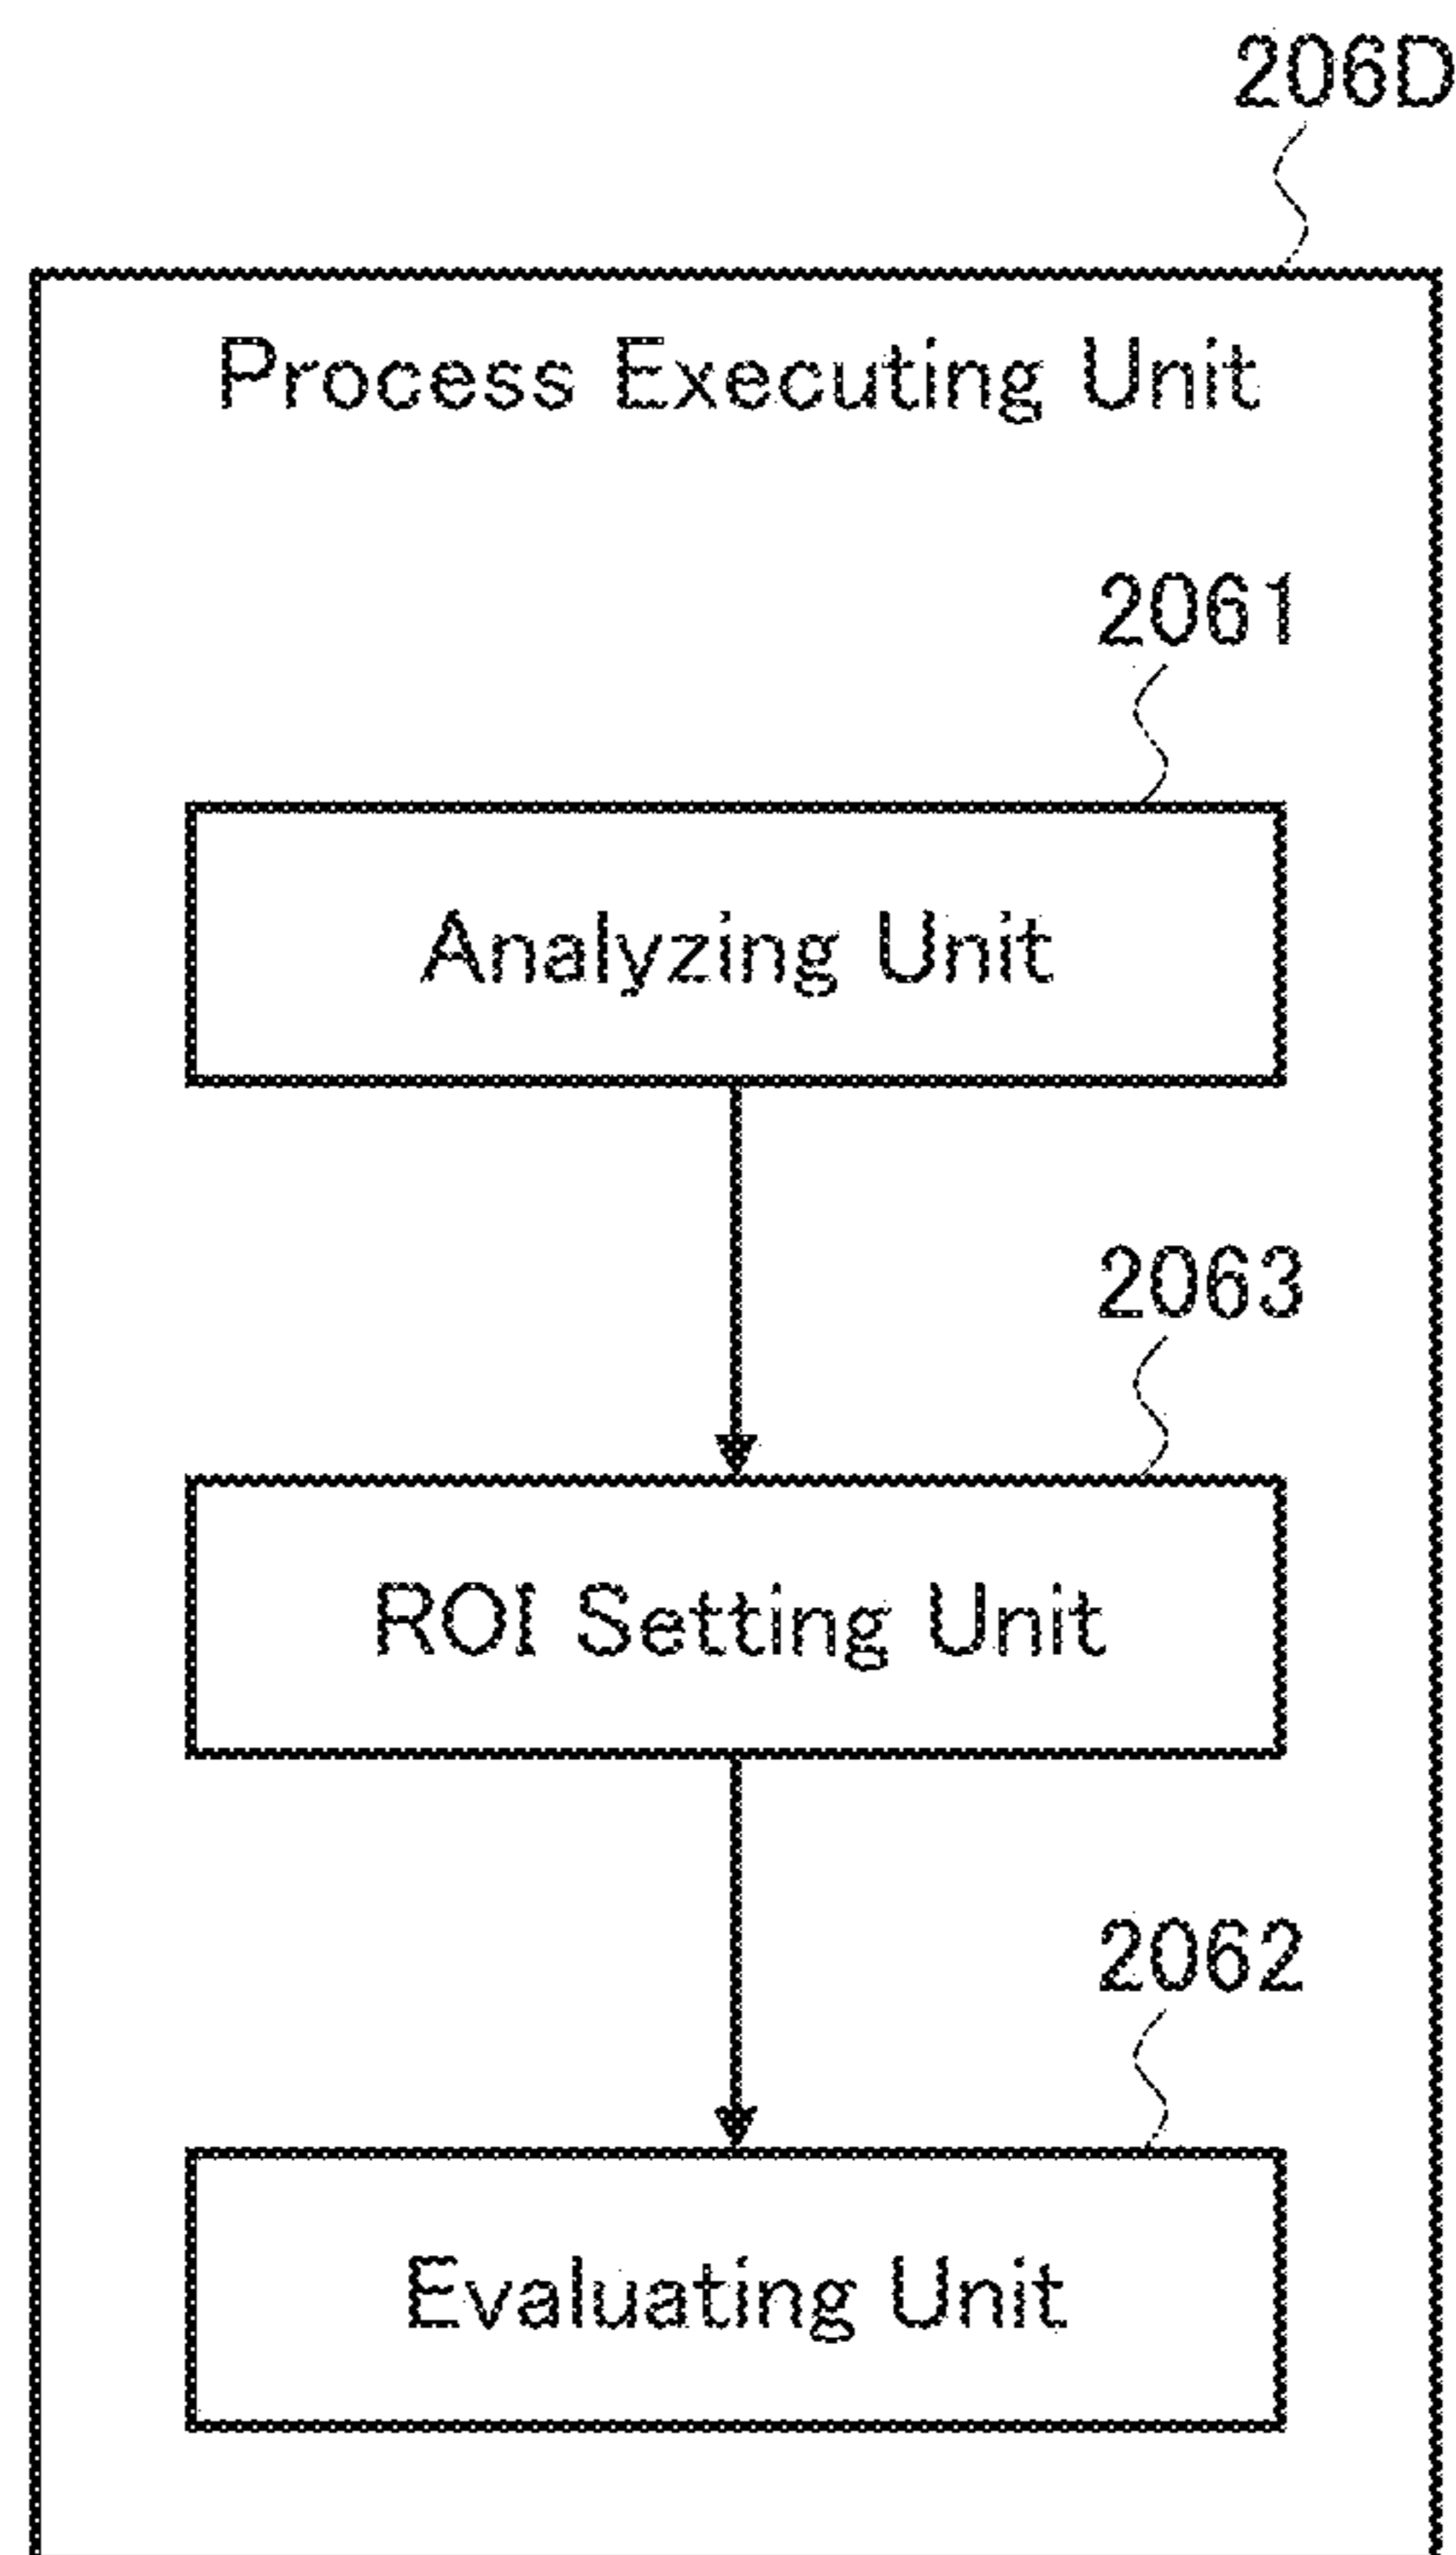 206D
Process Executing Unit
2061
Analyzing Unit
2063
ROI Setting Unit
2062
Evaluating Unit